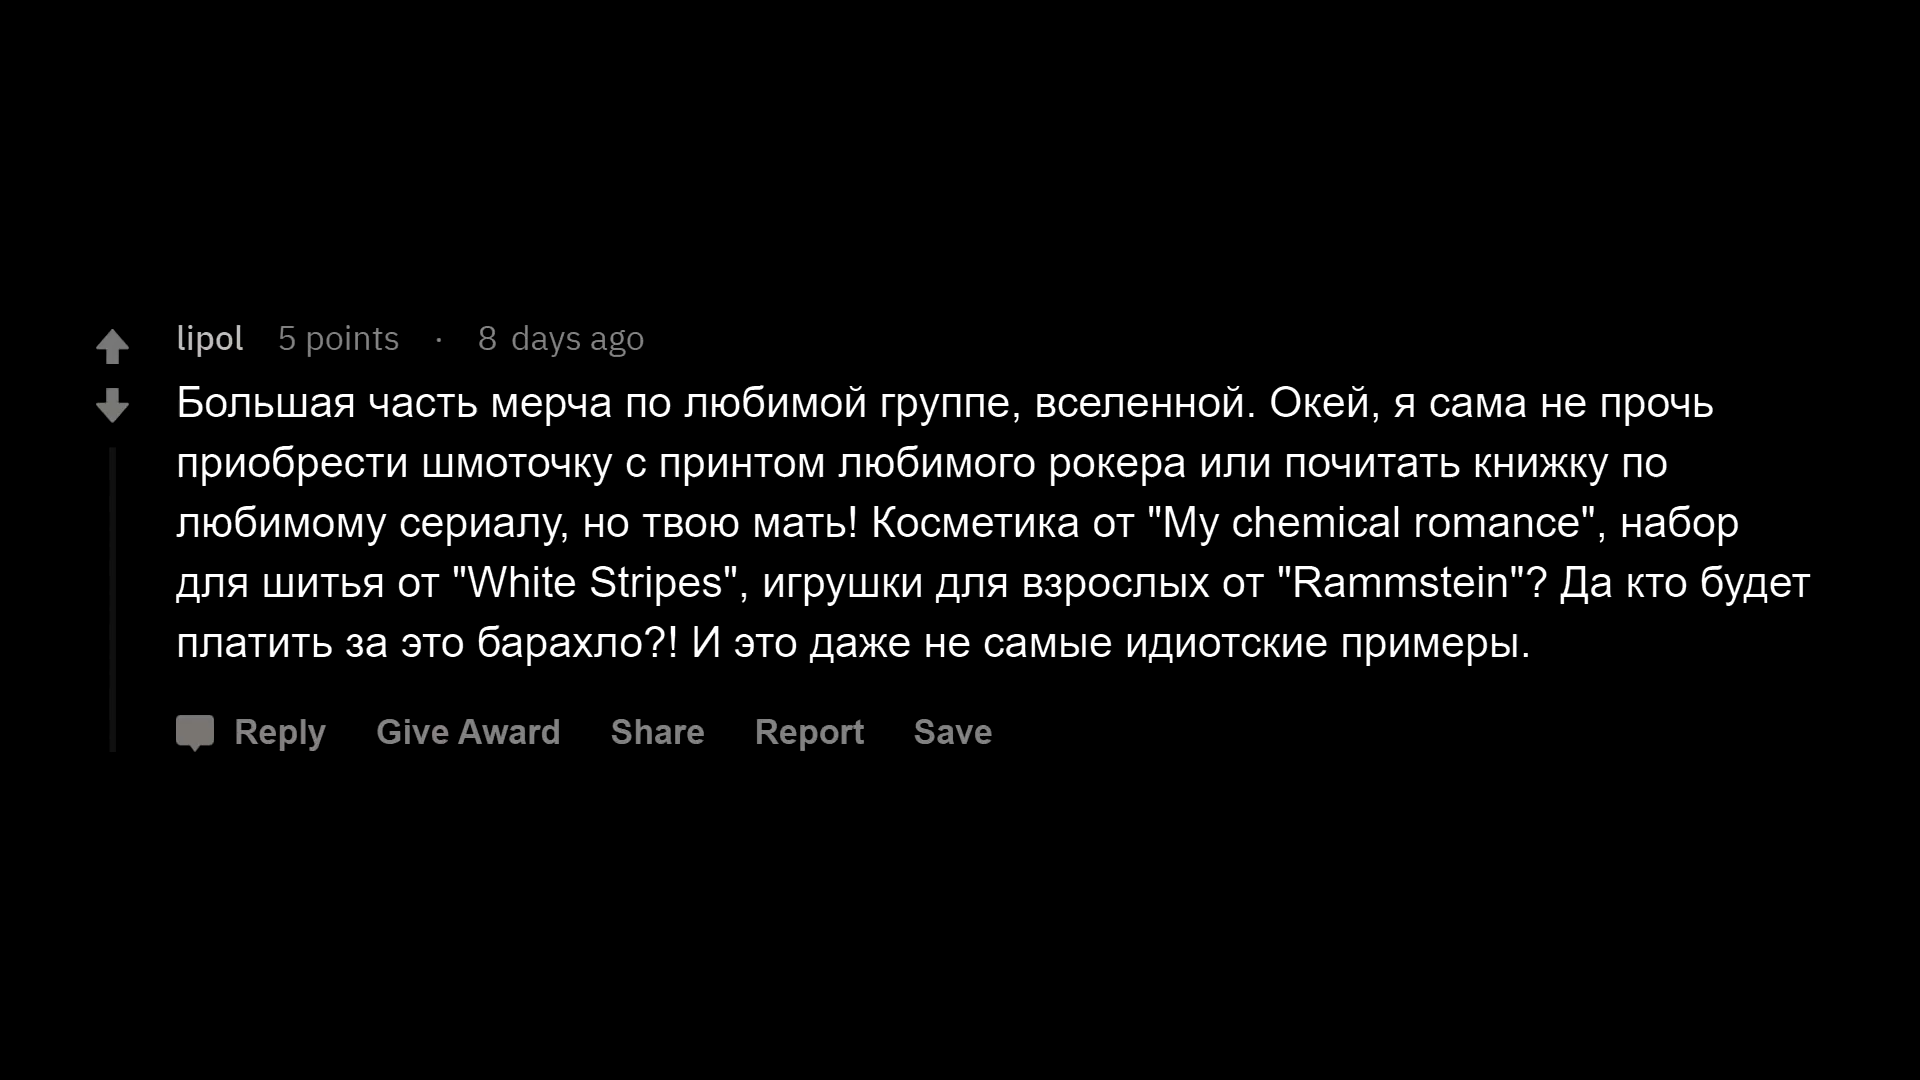 lipol 5 points · 8 days ago
Большая часть мерча по любимой группе, вселенной. Окей, я сама не прочь
приобрести шмоточку с принтом любимого рокера или почитать книжку по
любимому сериалу, но твою мать! Косметика от "My chemical romance", набор
для шитья от "White Stripes", игрушки для взрослых от "Rammstein"? Да кто будет
платить за это барахло?! И это даже не самые идиотские примеры.
Reply Give Award Share Report Save